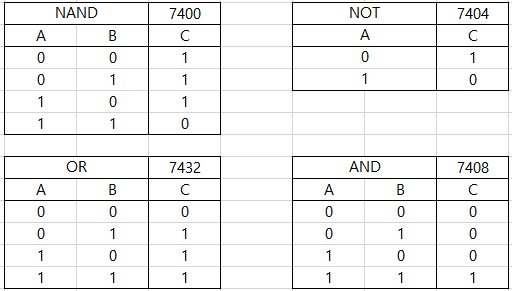 NAND 7400
A B C
0 0 1
0 1 1
1 0 1
1 1 0
NOT 7404
A C
0 1
1 0
OR 7432
A B C
0 0 0
0 1 1
1 0 1
1 1 1
AND 7408
A B C
0 0 0
0 1 0
1 0 0
1 1 1